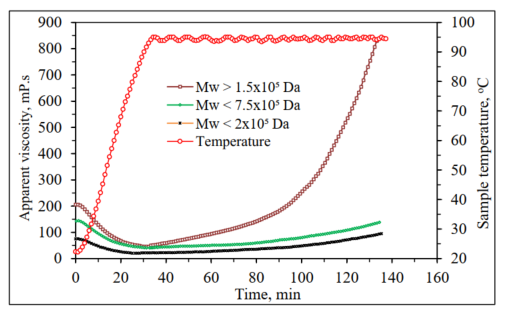 900 100
800 90
700 80
600 70
500 60
400 50
300 40
200 30
100
0 20
Apparent viscosity, mP.s
Sample temperature, ºC
Mw > 1.5x10⁵ Da
Mw < 7.5x10⁵ Da
Mw < 2x10⁵ Da
Temperature
0 20 40 60 80 100 120 140 160
Time, min